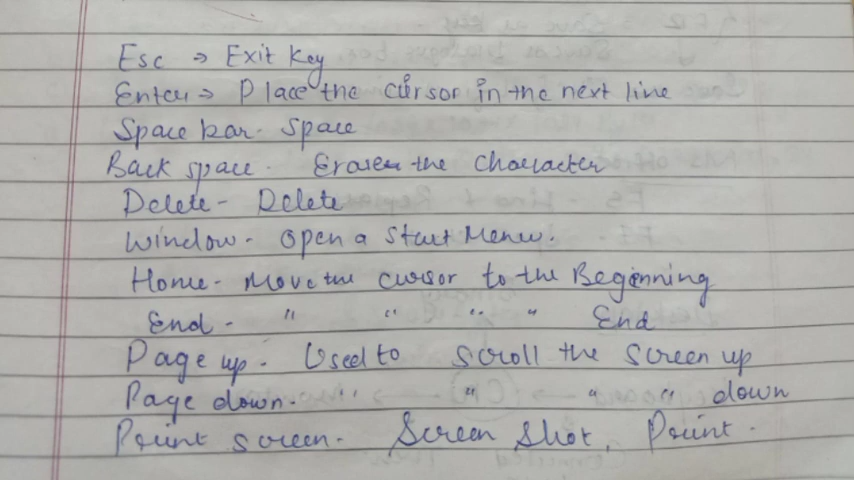 Esc → Exit key
Enter → Place the cursor in the next line
Space bar - Space
Back space - Erases the character
Delete - Delete
Window - Open a Start Menu.
Home - Move the cursor to the Beginning
End - " " " " End
Page up - Used to scroll the screen up
Page down - " " " " down
Print screen - Screen Shot, Print -